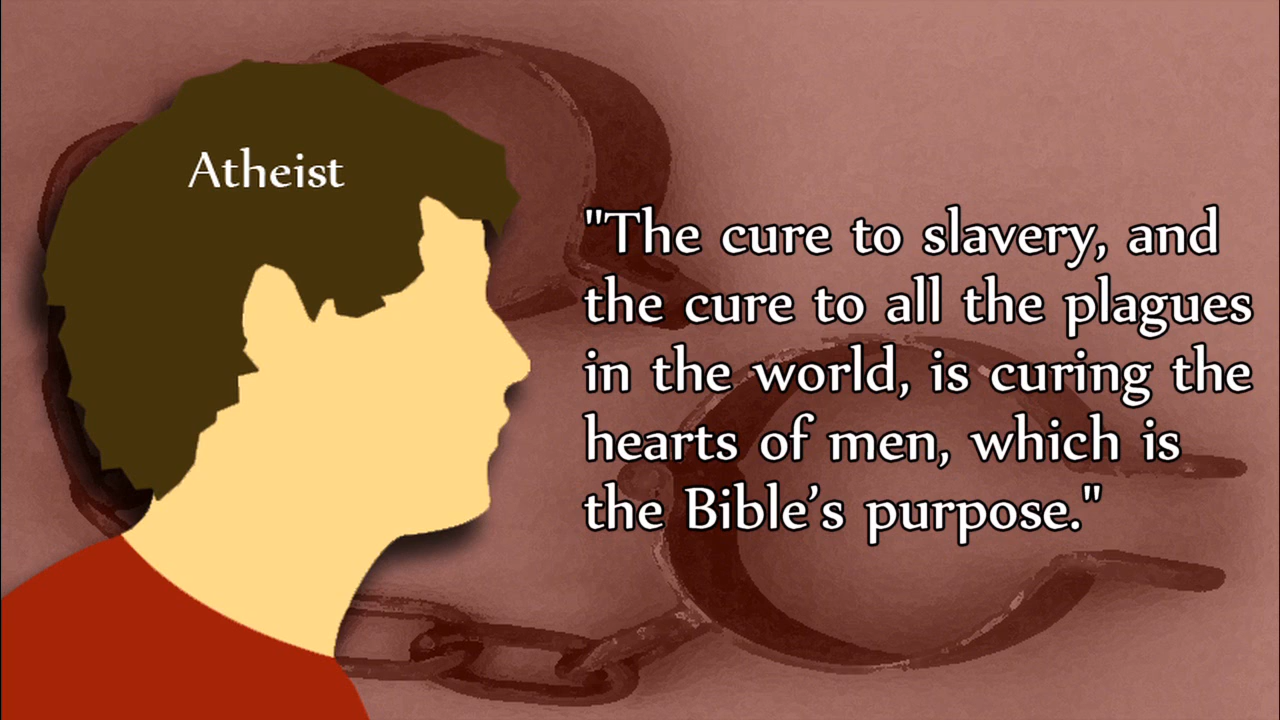 Atheist
"The cure to slavery, and
the cure to all the plagues
in the world, is curing the
hearts of men, which is
the Bible’s purpose."